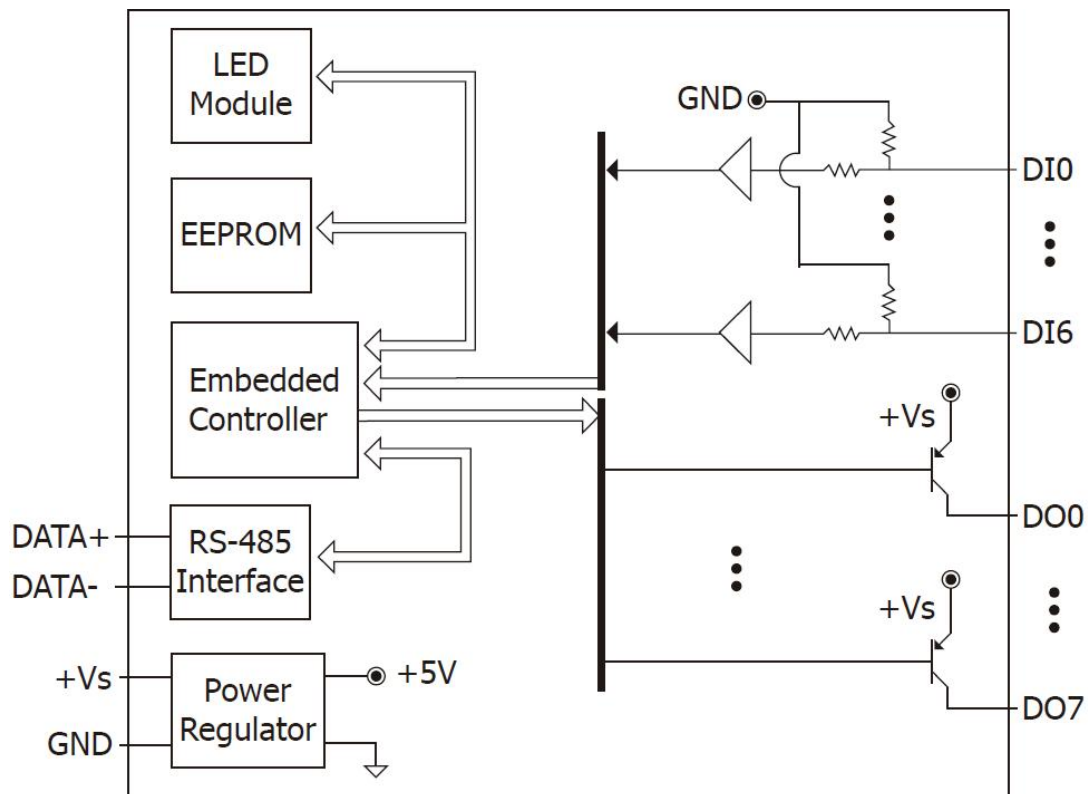 LED
Module
EEPROM
Embedded
Controller
RS-485
Interface
Power
Regulator
DATA+
DATA-
+Vs
GND
+5V
GND
DI0
DI6
+Vs
DO0
+Vs
DO7